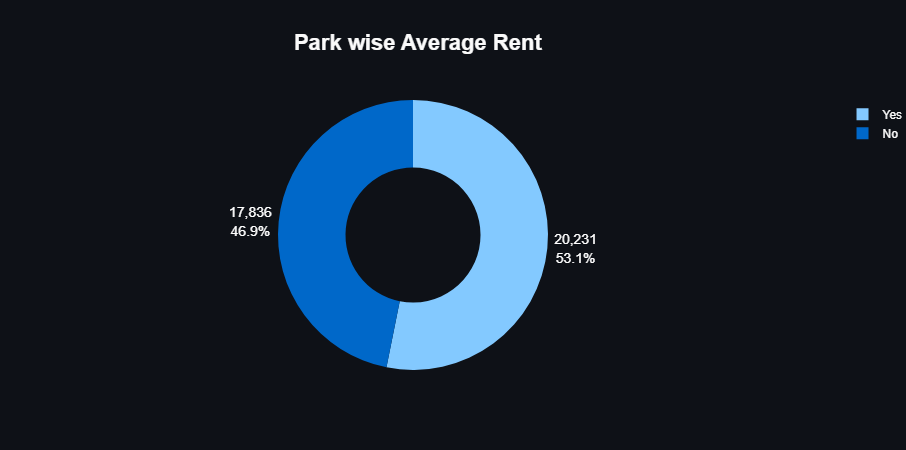 Park wise Average Rent
Yes
No
17,836
46.9%
20,231
53.1%